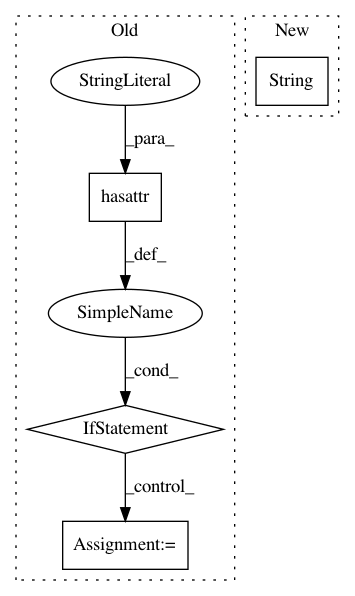 Old
New
StringLiteral
String
_para_
hasattr
_def_
SimpleName
_cond_
IfStatement
_control_
Assignment:=